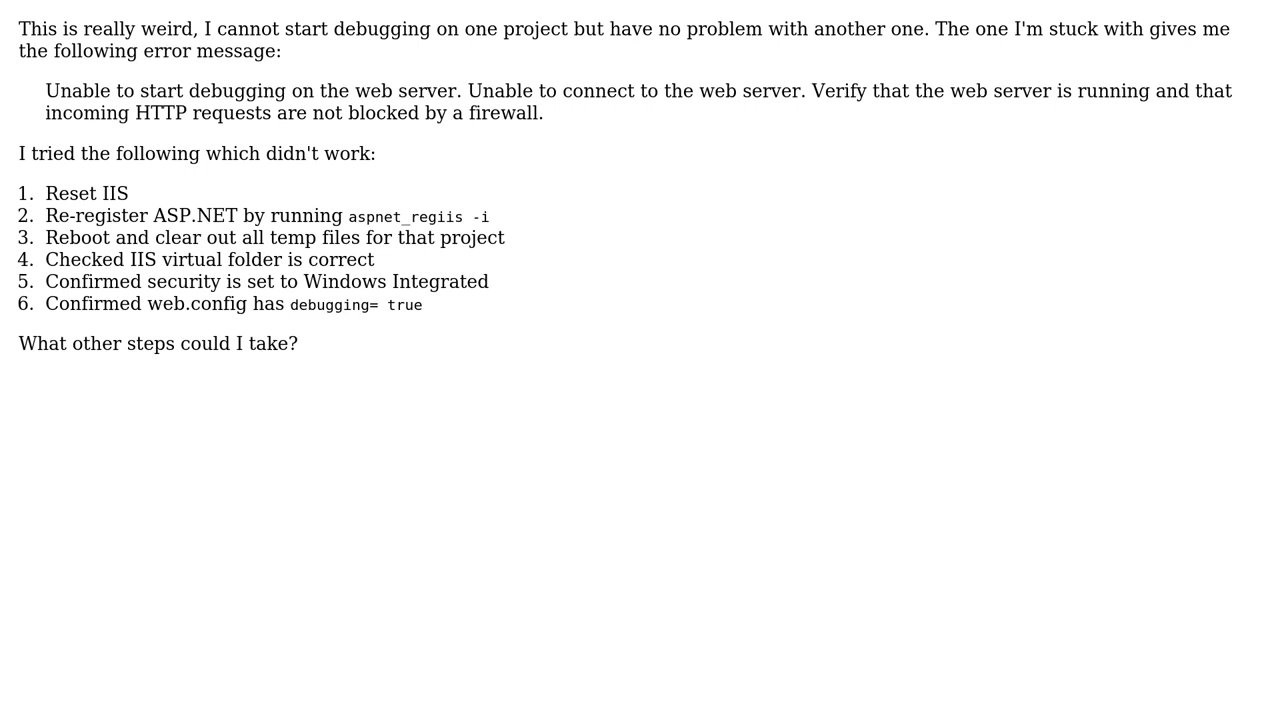 This is really weird, I cannot start debugging on one project but have no problem with another one. The one I'm stuck with gives me
the following error message:
Unable to start debugging on the web server. Unable to connect to the web server. Verify that the web server is running and that
incoming HTTP requests are not blocked by a firewall.
I tried the following which didn't work:
1. Reset IIS
2. Re-register ASP.NET by running aspnet_regiis -i
3. Reboot and clear out all temp files for that project
4. Checked IIS virtual folder is correct
5. Confirmed security is set to Windows Integrated
6. Confirmed web.config has debugging= true
What other steps could I take?